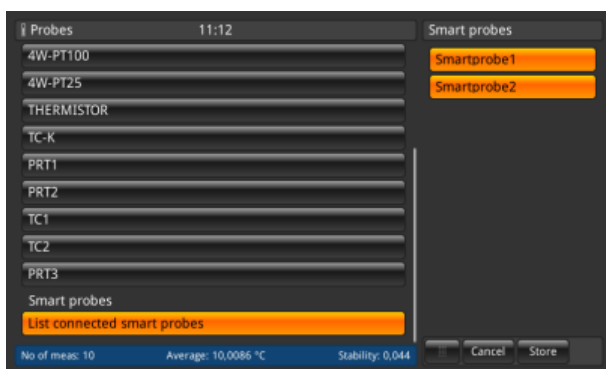 Probes 11:12
4W-PT100
4W-PT25
THERMISTOR
TC-K
PRT1
PRT2
TC1
TC2
PRT3
Smart probes
List connected smart probes
No of meas: 10 Average: 10,0086 °C Stability: 0,044
Smart probes
Smartprobe1
Smartprobe2
Cancel Store